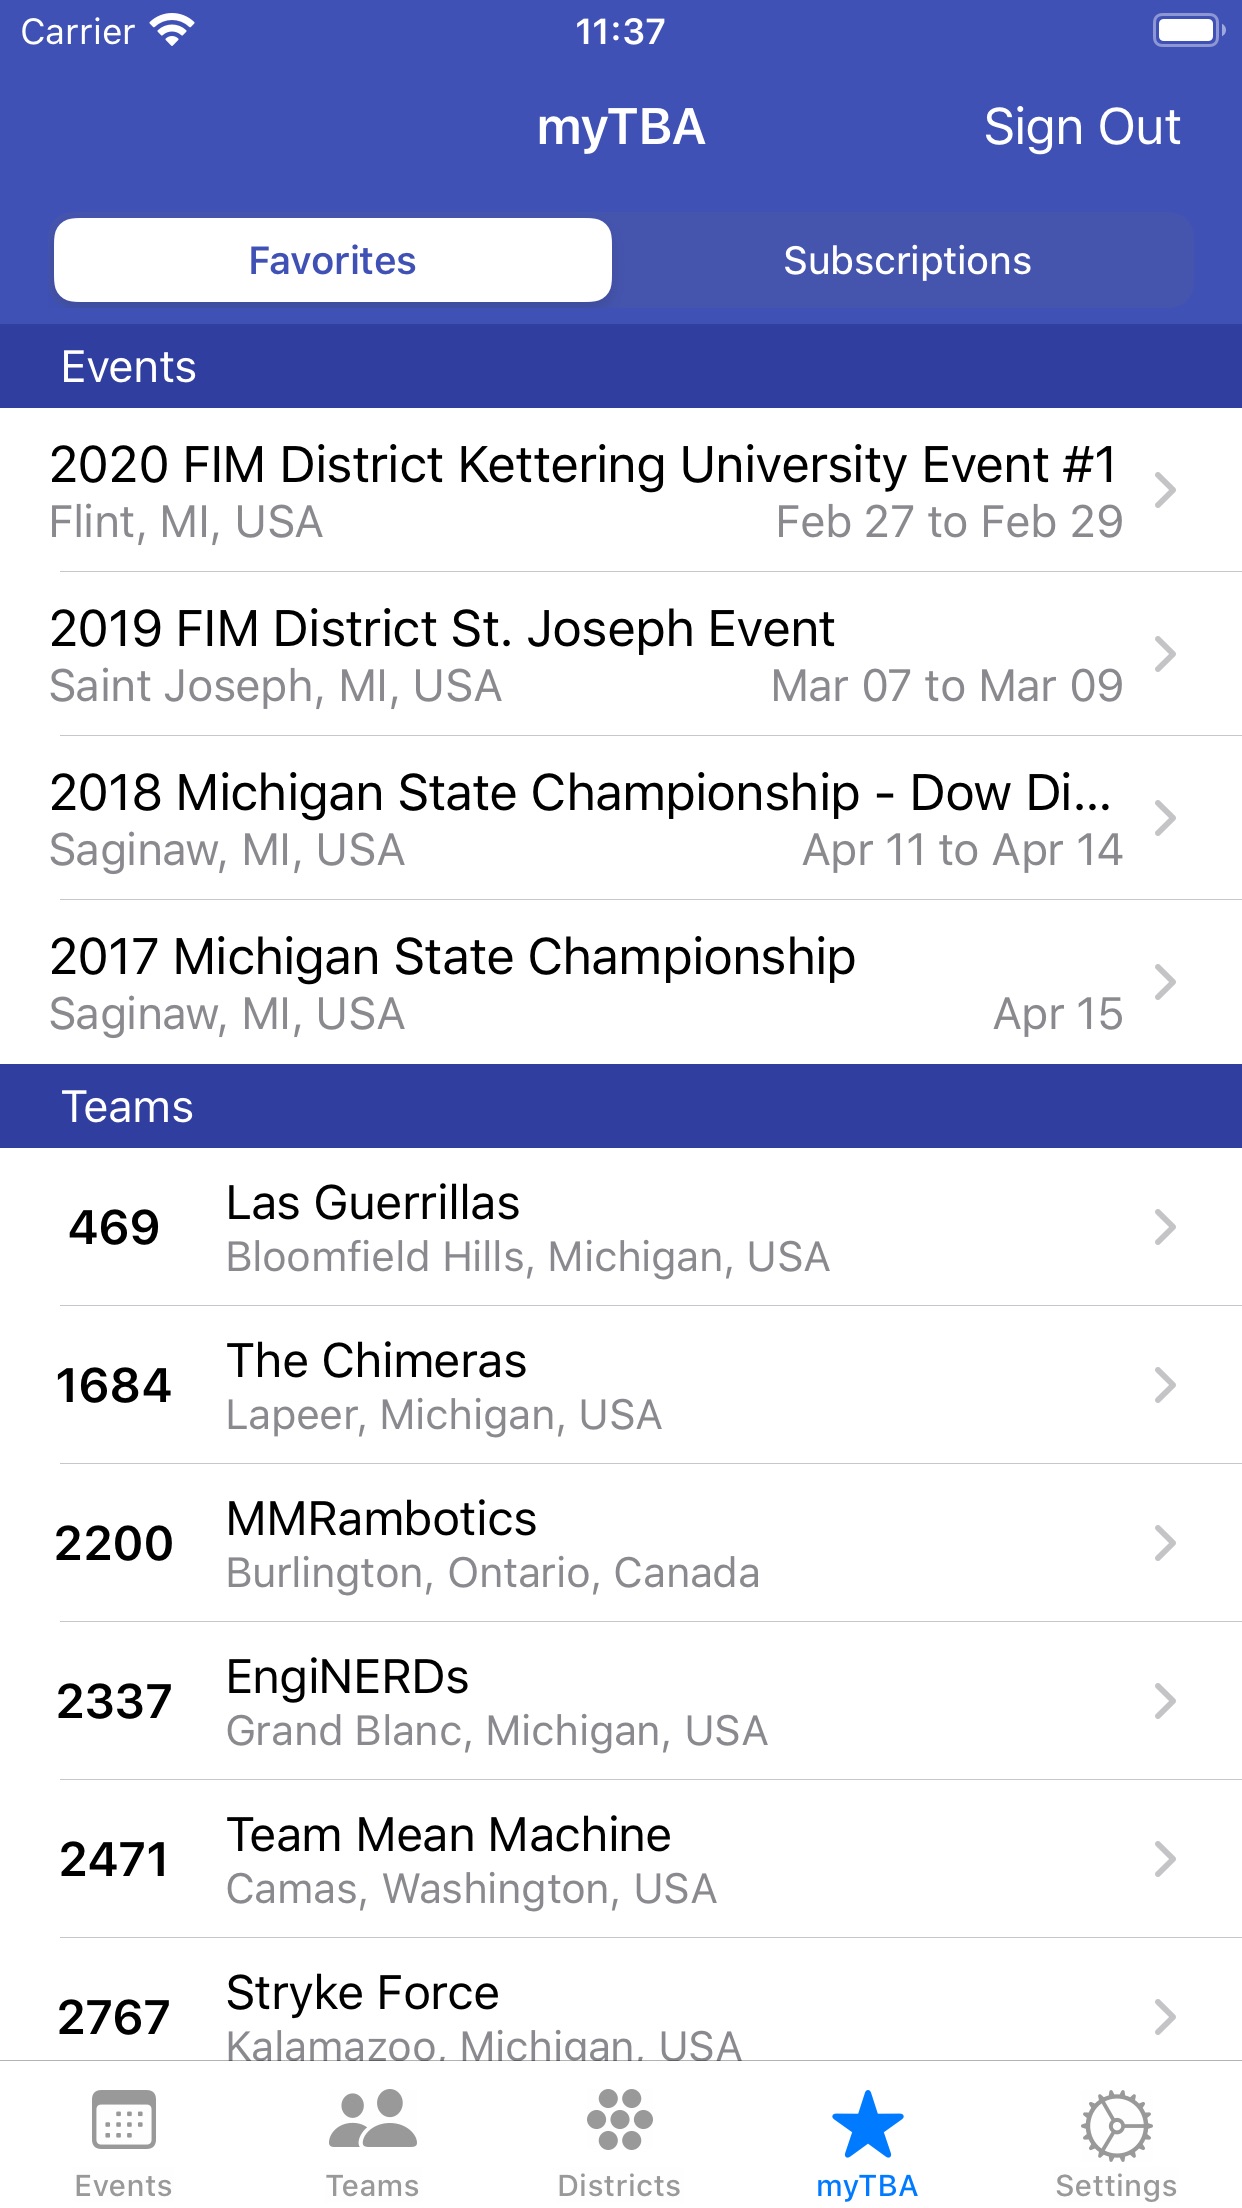 Carrier 11:37
myTBA Sign Out
Favorites Subscriptions
Events
2020 FIM District Kettering University Event #1
Flint, MI, USA Feb 27 to Feb 29
2019 FIM District St. Joseph Event
Saint Joseph, MI, USA Mar 07 to Mar 09
2018 Michigan State Championship - Dow Di...
Saginaw, MI, USA Apr 11 to Apr 14
2017 Michigan State Championship
Saginaw, MI, USA Apr 15
Teams
469 Las Guerrillas
Bloomfield Hills, Michigan, USA
1684 The Chimeras
Lapeer, Michigan, USA
2200 MMRambotics
Burlington, Ontario, Canada
2337 EngiNERDs
Grand Blanc, Michigan, USA
2471 Team Mean Machine
Camas, Washington, USA
2767 Stryke Force
Kalamazoo, Michigan, USA
Events Teams Districts myTBA Settings